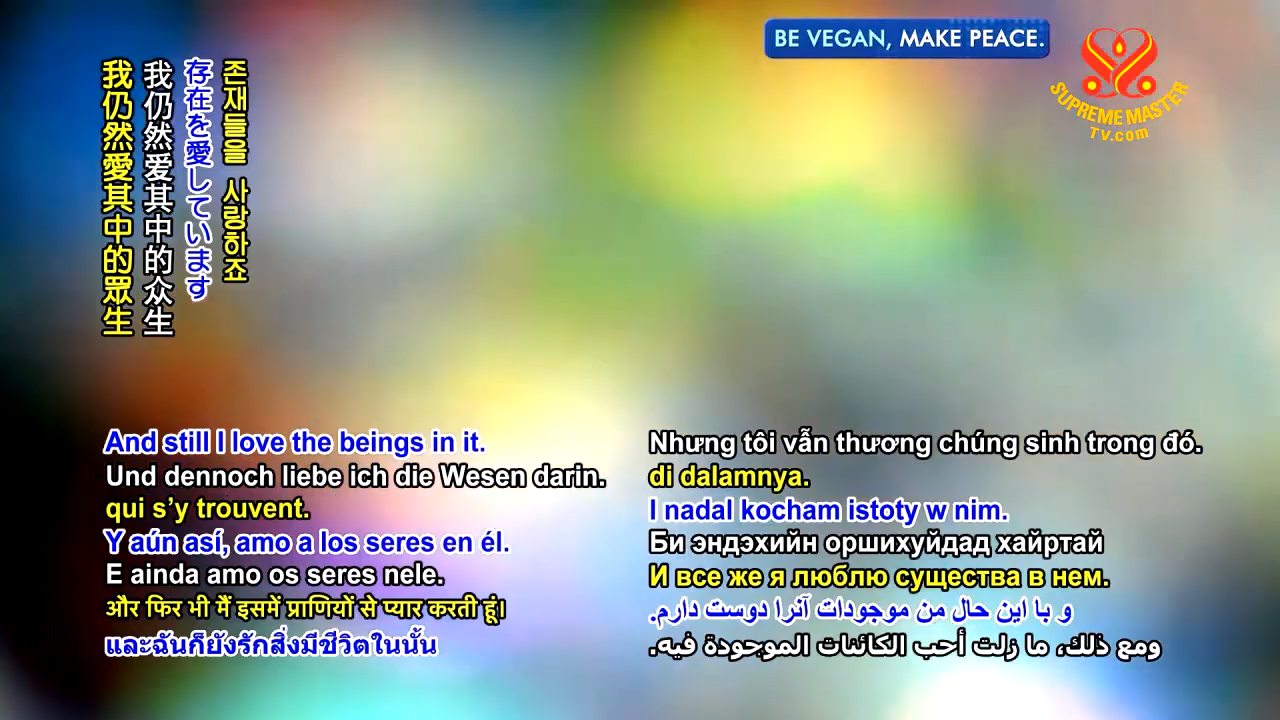 BE VEGAN, MAKE PEACE.
SUPREME MASTER
TV.com
존재들을 사랑하죠
存在を愛しています
我仍然爱其中的众生
我仍然愛其中的眾生
And still I love the beings in it.
Und dennoch liebe ich die Wesen darin.
qui s’y trouvent.
Y aún así, amo a los seres en él.
E ainda amo os seres nele.
और फिर भी मैं इसमें प्राणियों से प्यार करती हूं।
และฉันก็ยังรักสิ่งมีชีวิตในนั้น
Nhưng tôi vẫn thương chúng sinh trong đó.
di dalamnya.
I nadal kocham istoty w nim.
Би эндэхийн оршихуйдад хайртай
И все же я люблю существа в нем.
و با این حال من موجودات آنرا دوست دارم.
ومع ذلك، ما زلت أحب الكائنات الموجودة فيه.